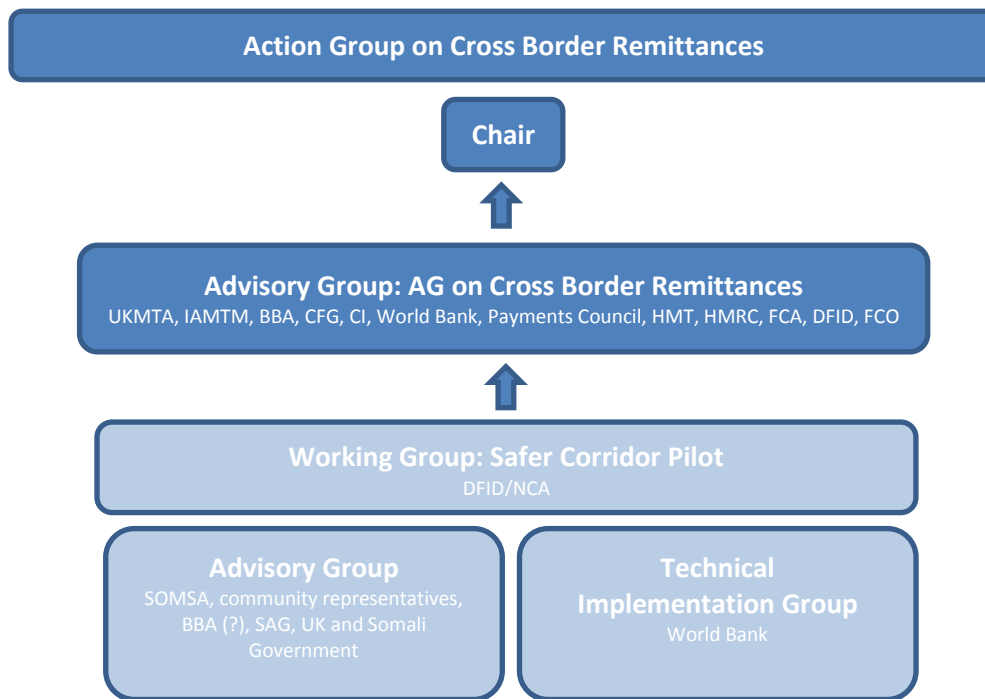 Action Group on Cross Border Remittances
Chair
Advisory Group: AG on Cross Border Remittances
UKMTA, IAMTM, BBA, CFG, CI, World Bank, Payments Council, HMT, HMRC, FCA, DFID, FCO
Working Group: Safer Corridor Pilot
DFID/NCA
Advisory Group
SOMSA, community representatives,
BBA (?), SAG, UK and Somali
Government
Technical
Implementation Group
World Bank